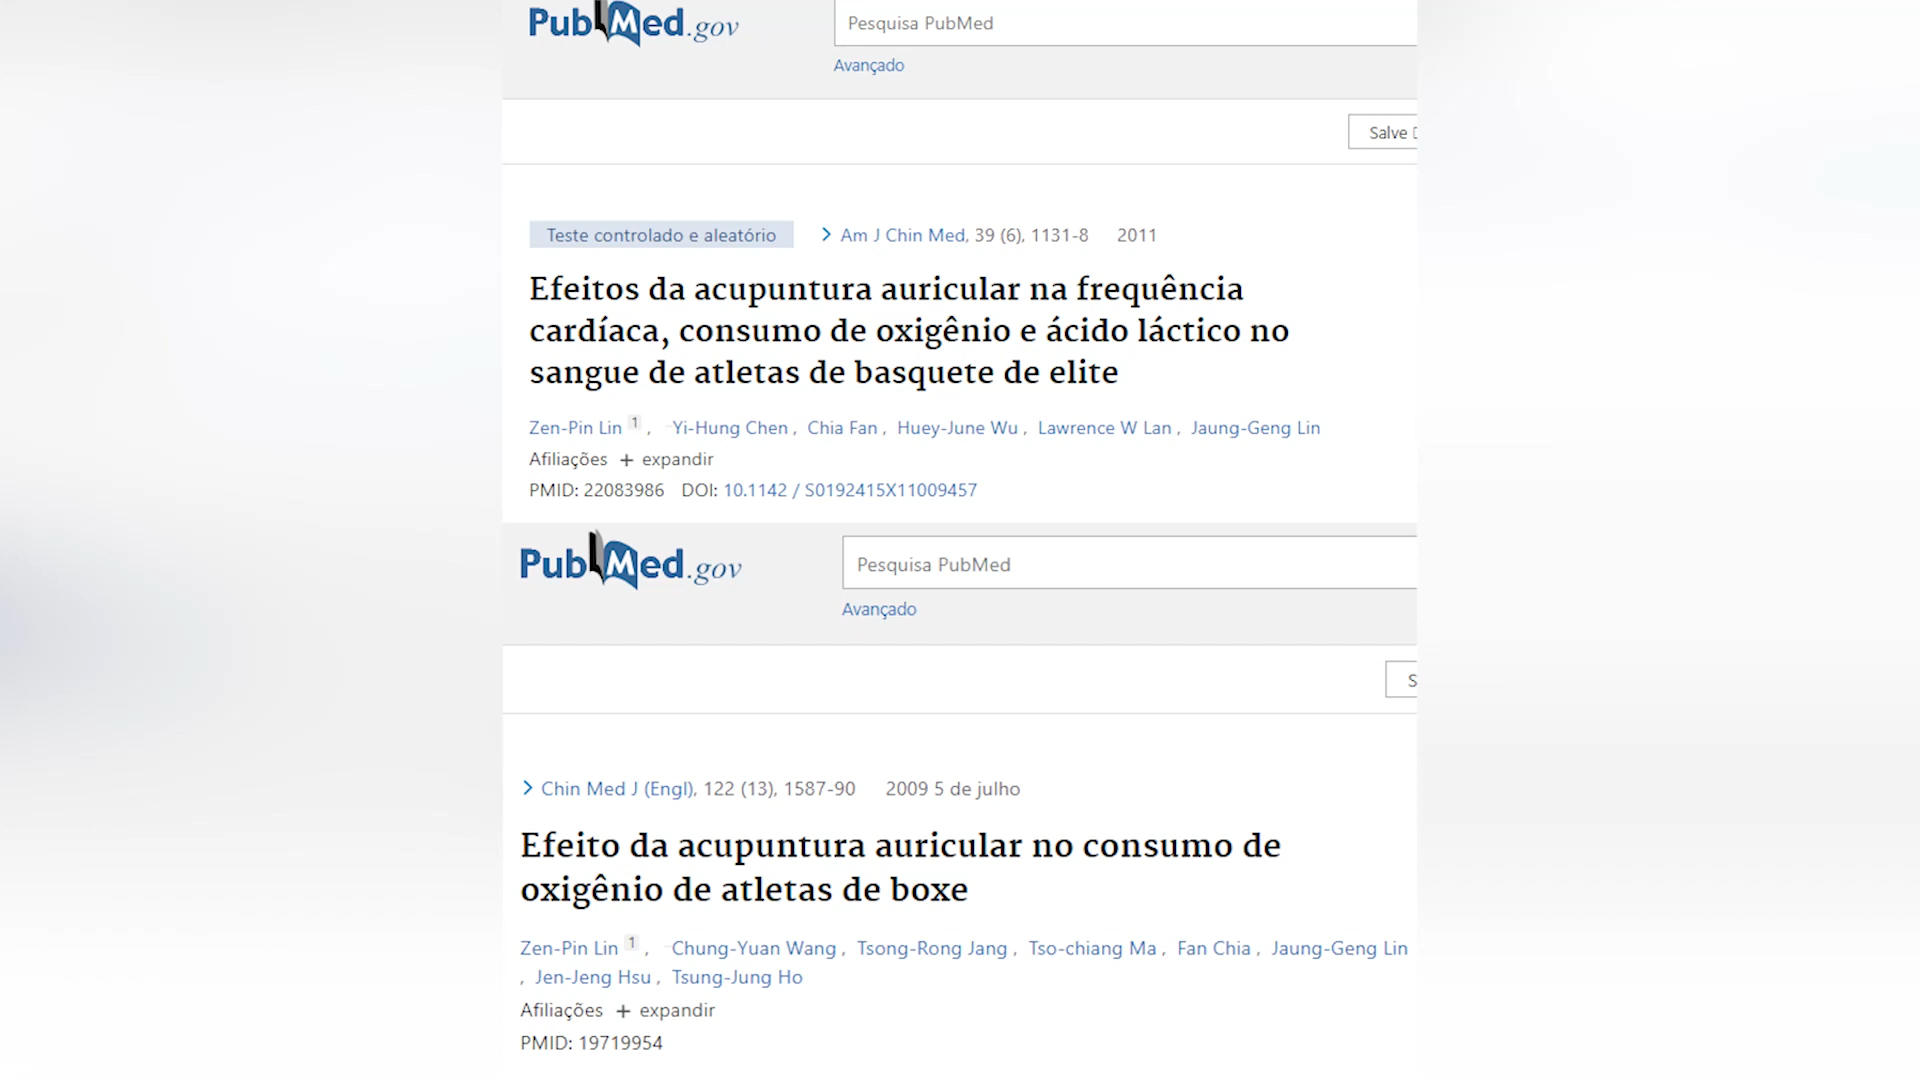 PubMed.gov
Pesquisa PubMed
Avançado
Salve
Teste controlado e aleatório > Am J Chin Med, 39 (6), 1131-8 2011
Efeitos da acupuntura auricular na frequência
cardíaca, consumo de oxigênio e ácido láctico no
sangue de atletas de basquete de elite
Zen-Pin Lin 1 , Yi-Hung Chen , Chia Fan , Huey-June Wu , Lawrence W Lan , Jaung-Geng Lin
Afiliações + expandir
PMID: 22083986 DOI: 10.1142 / S0192415X11009457
PubMed.gov
Pesquisa PubMed
Avançado
S
> Chin Med J (Engl), 122 (13), 1587-90 2009 5 de julho
Efeito da acupuntura auricular no consumo de
oxigênio de atletas de boxe
Zen-Pin Lin 1 , Chung-Yuan Wang , Tsong-Rong Jang , Tso-chiang Ma , Fan Chia , Jaung-Geng Lin
, Jen-Jeng Hsu , Tsung-Jung Ho
Afiliações + expandir
PMID: 19719954